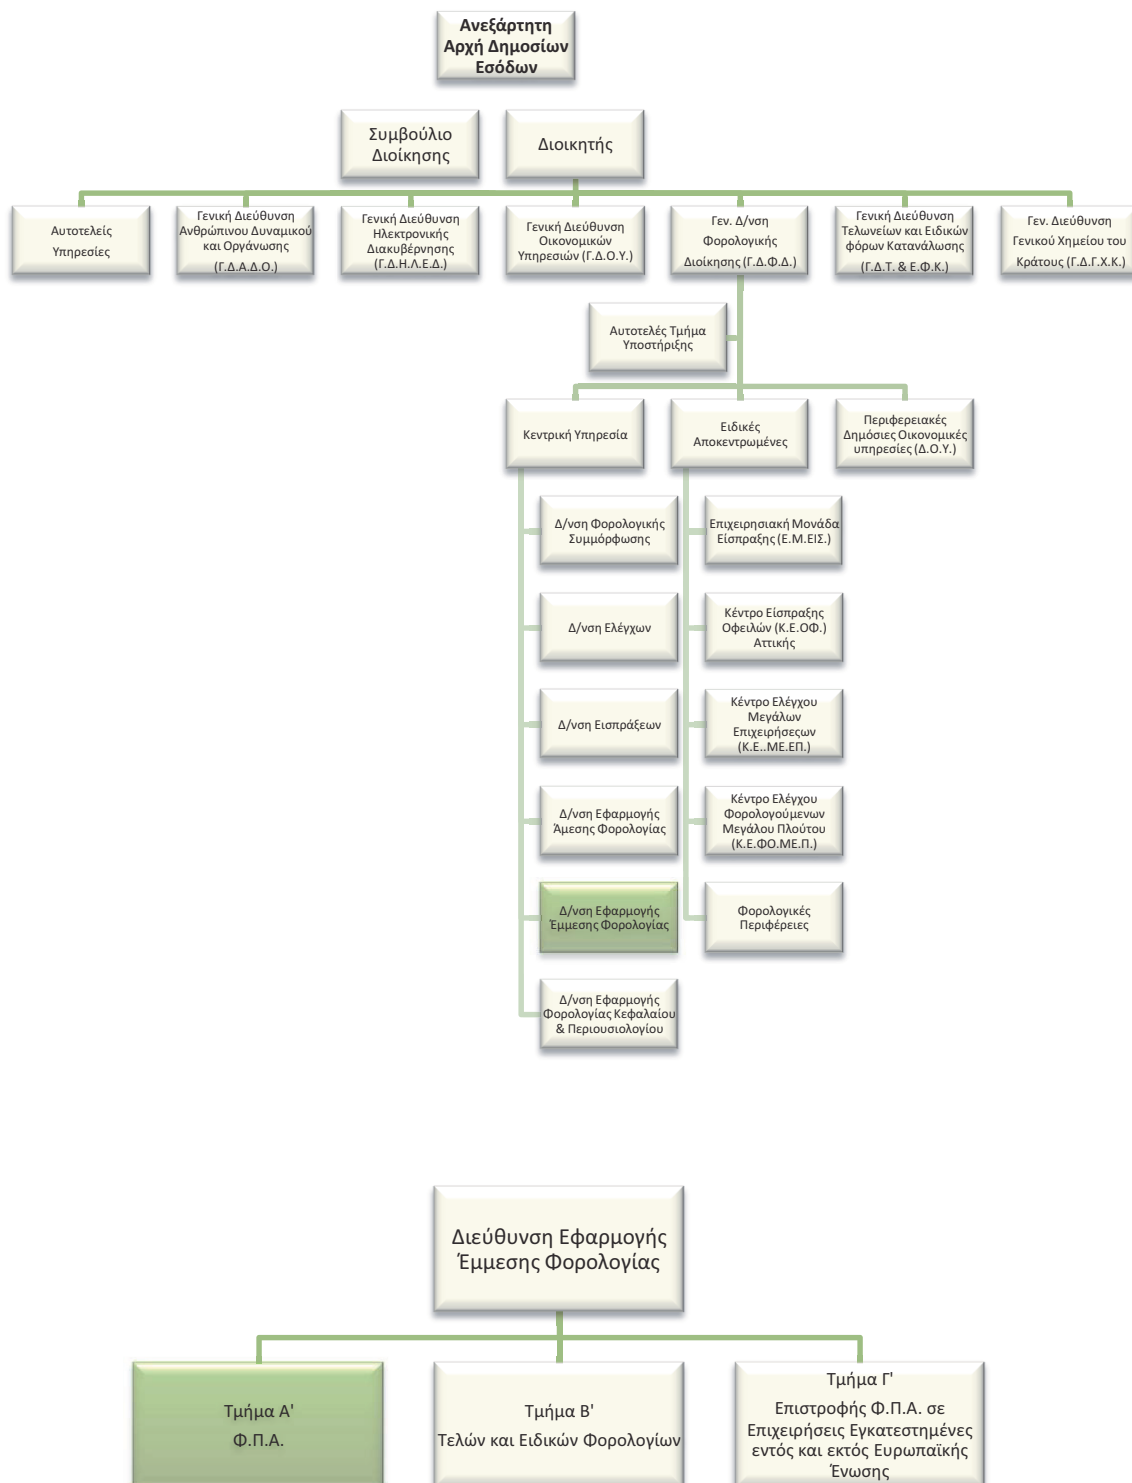 Ανεξάρτητη
Αρχή Δημοσίων
Εσόδων
Συμβούλιο
Διοίκησης
Διοικητής
Αυτοτελείς
Υπηρεσίες
Γενική Διεύθυνση
Ανθρώπινου Δυναμικού
και Οργάνωσης
(Γ.Δ.Α.Δ.Ο.)
Γενική Διεύθυνση
Ηλεκτρονικής
Διακυβέρνησης
(Γ.Δ.Η.Λ.Ε.Δ.)
Γενική Διεύθυνση
Οικονομικών
Υπηρεσιών (Γ.Δ.Ο.Υ.)
Γεν. Δ/νση
Φορολογικής
Διοίκησης (Γ.Δ.Φ.Δ.)
Γενική Διεύθυνση
Τελωνείων και Ειδικών
φόρων Κατανάλωσης
(Γ.Δ.Τ. & Ε.Φ.Κ.)
Γεν. Διεύθυνση
Γενικού Χημείου του
Κράτους (Γ.Δ.Γ.Χ.Κ.)
Αυτοτελές Τμήμα
Υποστήριξης
Κεντρική Υπηρεσία
Ειδικές
Αποκεντρωμένες
Περιφερειακές
Δημόσιες Οικονομικές
υπηρεσίες (Δ.Ο.Υ.)
Δ/νση Φορολογικής
Συμμόρφωσης
Επιχειρησιακή Μονάδα
Είσπραξης (Ε.Μ.ΕΙΣ.)
Δ/νση Ελέγχων
Κέντρο Είσπραξης
Οφειλών (Κ.Ε.ΟΦ.)
Αττικής
Δ/νση Εισπράξεων
Κέντρο Ελέγχου
Μεγάλων
Επιχειρήσεςων
(Κ.Ε..ΜΕ.ΕΠ.)
Δ/νση Εφαρμογής
Άμεσης Φορολογίας
Κέντρο Ελέγχου
Φορολογούμενων
Μεγάλου Πλούτου
(Κ.Ε.ΦΟ.ΜΕ.Π.)
Δ/νση Εφαρμογής
Έμμεσης Φορολογίας
Φορολογικές
Περιφέρειες
Δ/νση Εφαρμογής
Φορολογίας Κεφαλαίου
& Περιουσιολογίου
Διεύθυνση Εφαρμογής
Έμμεσης Φορολογίας
Τμήμα Α'
Φ.Π.Α.
Τμήμα Β'
Τελών και Ειδικών Φορολογίων
Τμήμα Γ'
Επιστροφής Φ.Π.Α. σε
Επιχειρήσεις Εγκατεστημένες
εντός και εκτός Ευρωπαϊκής
Ένωσης